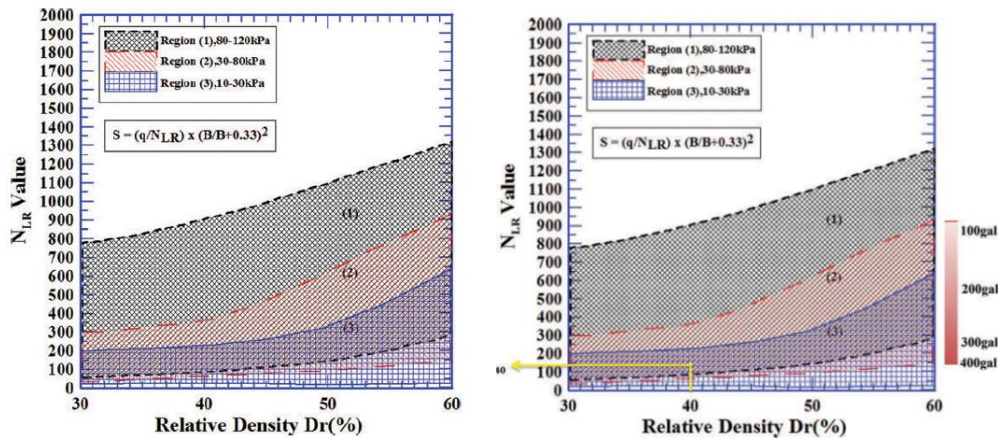 2000
1900
1800
1700
1600
1500
1400
1300
1200
1100
1000
900
800
700
600
500
400
300
200
100
0
N_LR Value
Region (1),80-120kPa
Region (2),30-80kPa
Region (3),10-30kPa
S = (q/N_LR) x (B/B+0.33)²
(1)
(2)
(3)
30 40 50 60
Relative Density Dr(%)
2000
1900
1800
1700
1600
1500
1400
1300
1200
1100
1000
900
800
700
600
500
400
300
200
100
0
N_LR Value
Region (1),80-120kPa
Region (2),30-80kPa
Region (3),10-30kPa
S = (q/N_LR) x (B/B+0.33)²
(1)
(2)
(3)
30 40 50 60
Relative Density Dr(%)
100gal
200gal
300gal
400gal